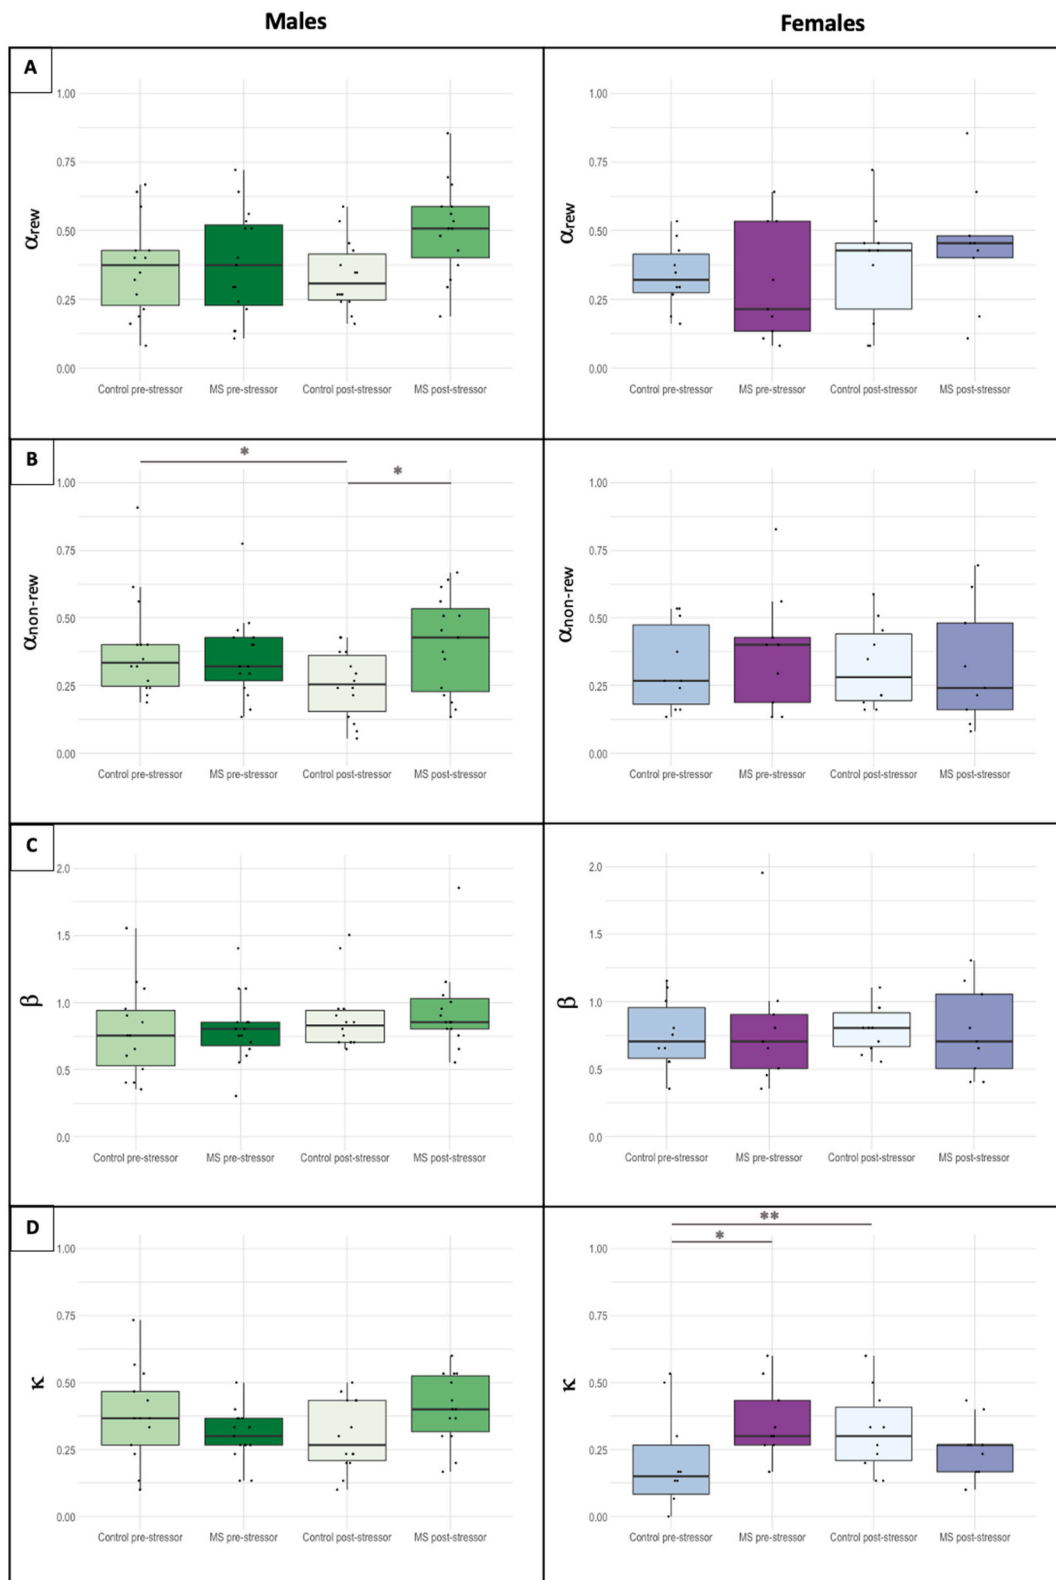 Males
Females
A
1.00
0.75
0.50
0.25
0.00
αrew
Control pre-stressor
MS pre-stressor
Control post-stressor
MS post-stressor
1.00
0.75
0.50
0.25
0.00
αrew
Control pre-stressor
MS pre-stressor
Control post-stressor
MS post-stressor
B
*
*
1.00
0.75
0.50
0.25
0.00
αnon-rew
Control pre-stressor
MS pre-stressor
Control post-stressor
MS post-stressor
1.00
0.75
0.50
0.25
0.00
αnon-rew
Control pre-stressor
MS pre-stressor
Control post-stressor
MS post-stressor
C
2.0
1.5
1.0
0.5
0.0
β
Control pre-stressor
MS pre-stressor
Control post-stressor
MS post-stressor
2.0
1.5
1.0
0.5
0.0
β
Control pre-stressor
MS pre-stressor
Control post-stressor
MS post-stressor
D
1.00
0.75
0.50
0.25
0.00
κ
Control pre-stressor
MS pre-stressor
Control post-stressor
MS post-stressor
**
*
1.00
0.75
0.50
0.25
0.00
κ
Control pre-stressor
MS pre-stressor
Control post-stressor
MS post-stressor